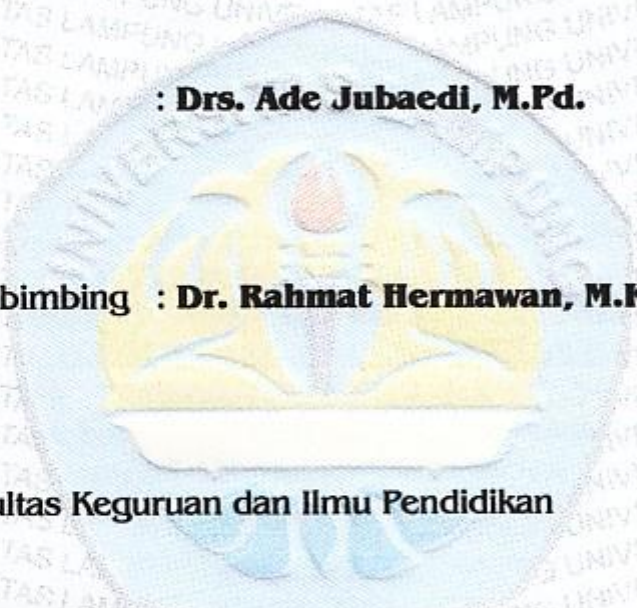 : Drs. Ade Jubaedi, M.Pd.
bimbing : Dr. Rahmat Hermawan, M.K
ultas Keguruan dan Ilmu Pendidikan